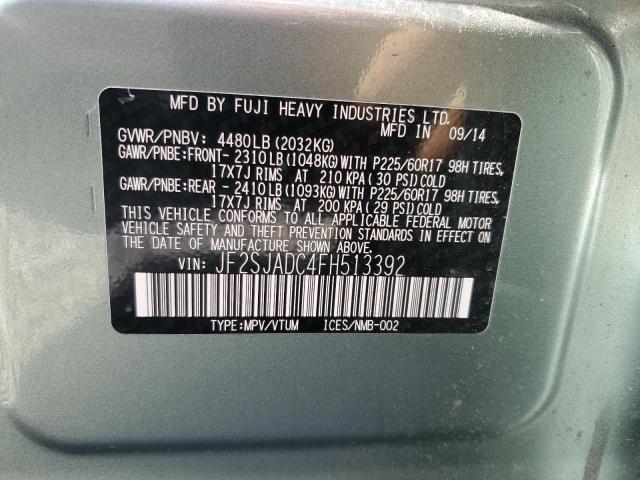 MFD BY FUJI HEAVY INDUSTRIES LTD.
MFD IN 09/14
GVWR/PNBV: 4480LB(2032KG)
GAWR/PNBE:FRONT- 2310LB(1048KG)WITH P225/60R17 98H TIRES,
17X7J RIMS AT 210 KPA(30 PSI)COLD
GAWR/PNBE:REAR - 2410LB(1093KG)WITH P225/60R17 98H TIRES,
17X7J RIMS AT 200 KPA(29 PSI)COLD
THIS VEHICLE CONFORMS TO ALL APPLICABLE FEDERAL MOTOR
VEHICLE SAFETY AND THEFT PREVENTION STANDARDS IN EFFECT ON
THE DATE OF MANUFACTURE SHOWN ABOVE.
VIN: JF2SJADC4FH513392
TYPE:MPV/VTUM ICES/NMB-002